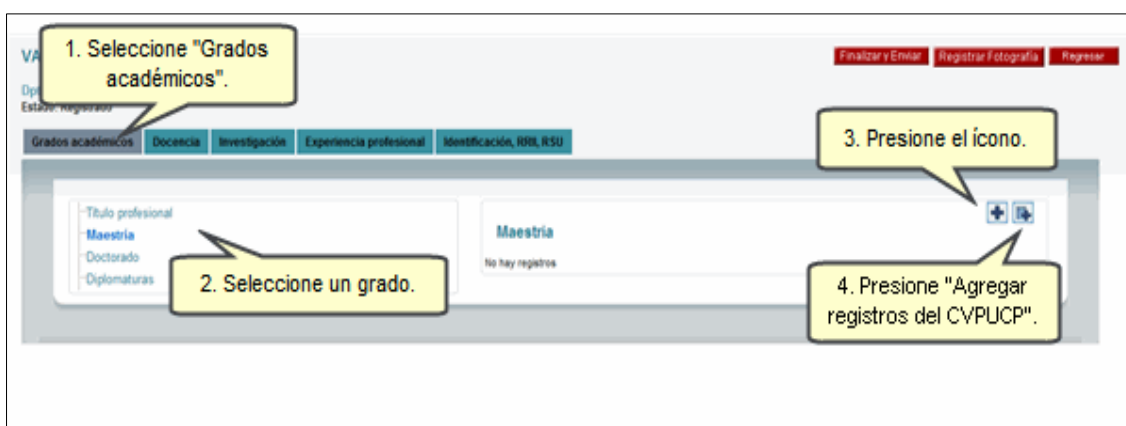 VA
1. Seleccione "Grados
académicos".
Finalizar y Enviar Registrar Fotografía Regresar
Estado: Registrado
Grados académicos Docencia Investigación Experiencia profesional Identificación, RRII, RSU
3. Presione el ícono.
Título profesional
Maestría
Doctorado
Diplomaturas
2. Seleccione un grado.
Maestría
No hay registros
4. Presione "Agregar
registros del CVPUCP".